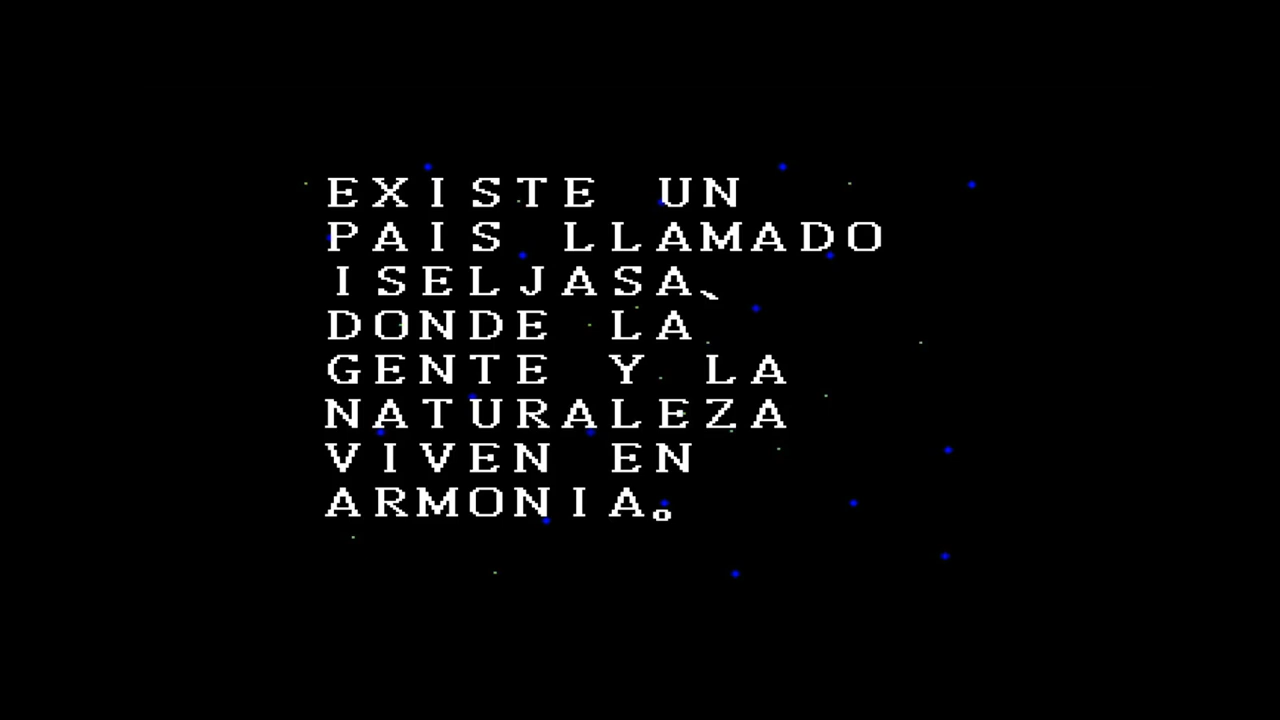 EXISTE UN
PAIS LLAMADO
ISELJASA、
DONDE LA
GENTE Y LA
NATURALEZA
VIVEN EN
ARMONIA。